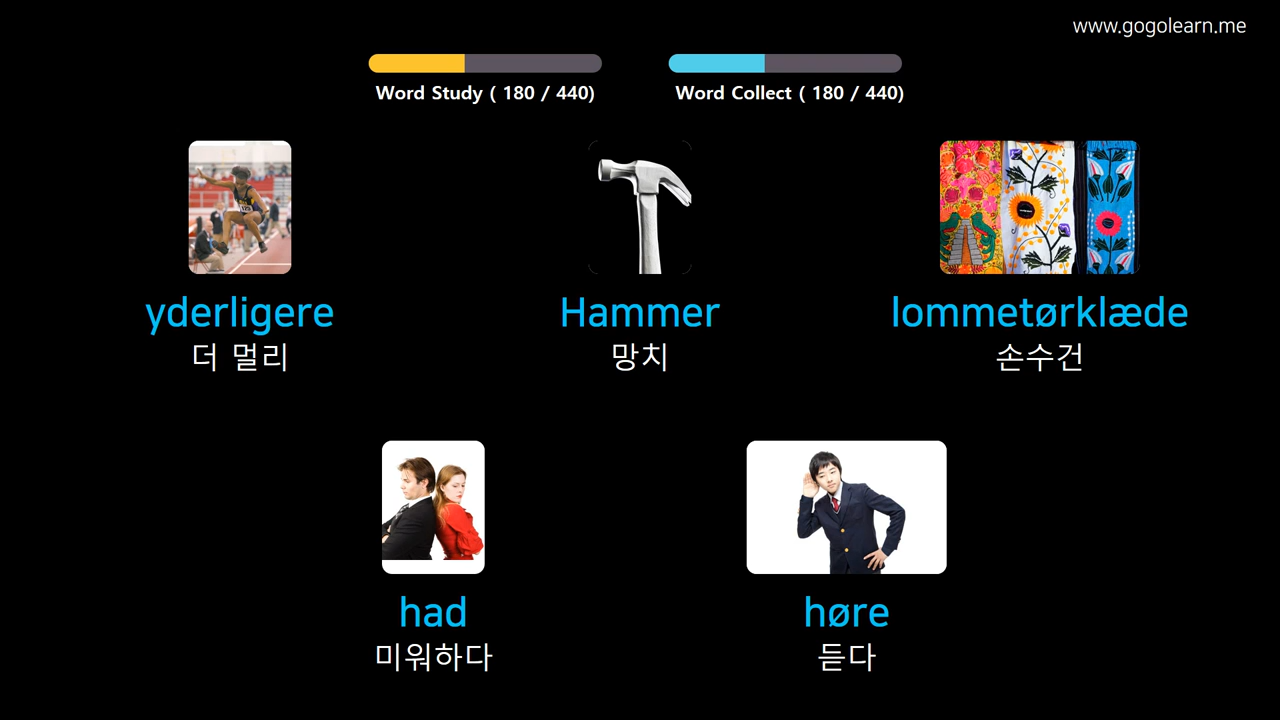 www.gogolearn.me
Word Study ( 180 / 440)
Word Collect ( 180 / 440)
yderligere
더 멀리
Hammer
망치
lommetørklæde
손수건
had
미워하다
høre
듣다